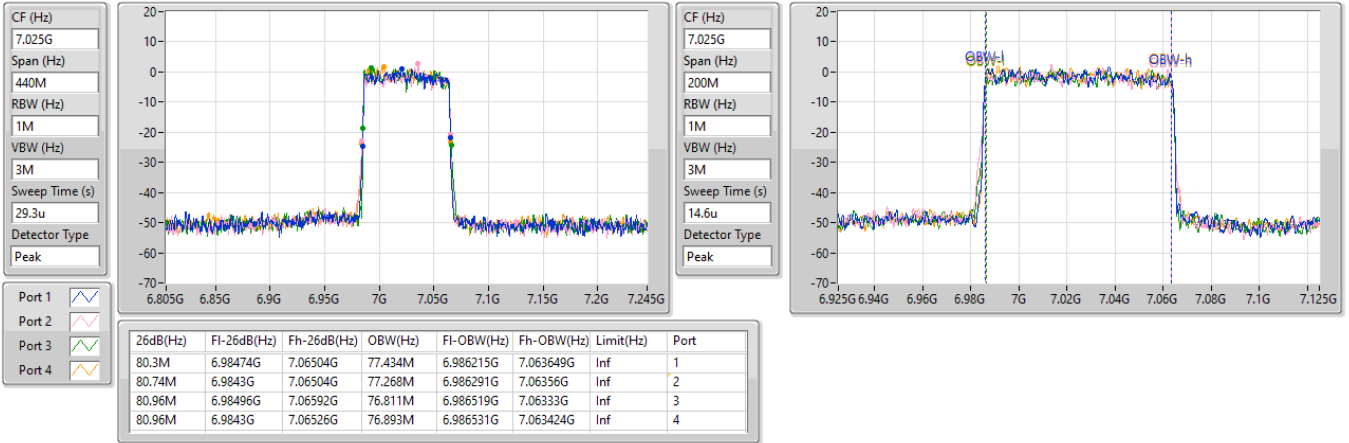 CF (Hz)
7.025G
Span (Hz)
440M
RBW (Hz)
1M
VBW (Hz)
3M
Sweep Time (s)
29.3u
Detector Type
Peak
20
10
0
-10
-20
-30
-40
-50
-60
-70
6.805G 6.85G 6.9G 6.95G 7G 7.05G 7.1G 7.15G 7.2G 7.245G
CF (Hz)
7.025G
Span (Hz)
200M
RBW (Hz)
1M
VBW (Hz)
3M
Sweep Time (s)
14.6u
Detector Type
Peak
20
10
0
-10
-20
-30
-40
-50
-60
-70
OBW-l OBW-h
6.925G 6.94G 6.96G 6.98G 7G 7.02G 7.04G 7.06G 7.08G 7.1G 7.125G
Port 1
Port 2
Port 3
Port 4
26dB(Hz) Fl-26dB(Hz) Fh-26dB(Hz) OBW(Hz) Fl-OBW(Hz) Fh-OBW(Hz) Limit(Hz) Port
80.3M 6.98474G 7.06504G 77.434M 6.986215G 7.063649G Inf 1
80.74M 6.9843G 7.06504G 77.268M 6.986291G 7.06356G Inf 2
80.96M 6.98496G 7.06592G 76.811M 6.986519G 7.06333G Inf 3
80.96M 6.9843G 7.06526G 76.893M 6.986531G 7.063424G Inf 4